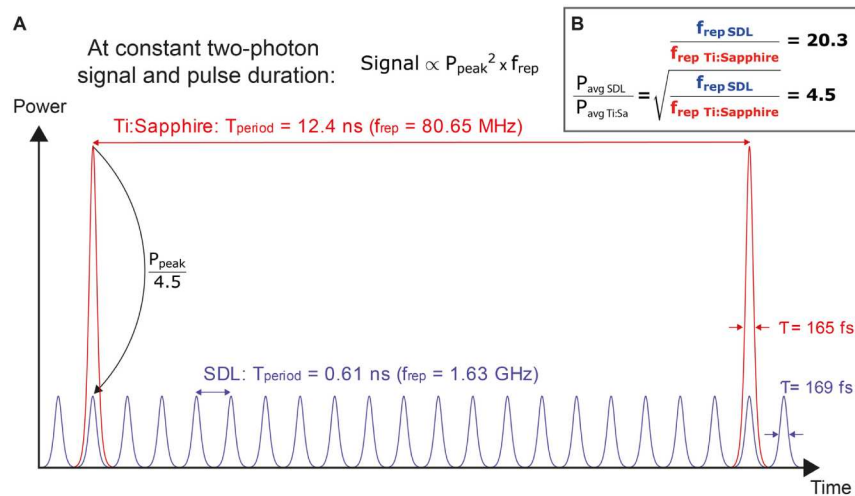 A
At constant two-photon
signal and pulse duration:
Signal ∝ Ppeak² x frep
B
frep SDL
frep Ti:Sapphire
= 20.3
Pavg SDL
Pavg Ti:Sa
= √
frep SDL
frep Ti:Sapphire
= 4.5
Power
Ti:Sapphire: Tperiod = 12.4 ns (frep = 80.65 MHz)
Ppeak
4.5
Ƭ= 165 fs
SDL: Tperiod = 0.61 ns (frep = 1.63 GHz)
Ƭ= 169 fs
Time